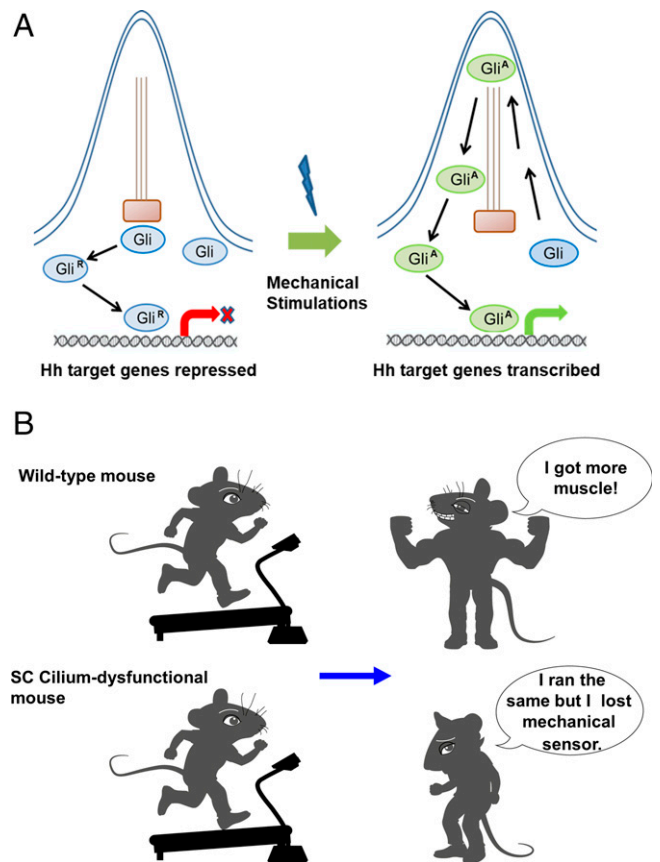 A
Gli^A
Gli
Gli
Gli^R
Gli^R
Hh target genes repressed
Mechanical
Stimulations
Gli^A
Gli^A
Gli
Gli^A
Hh target genes transcribed
B
Wild-type mouse
I got more
muscle!
SC Cilium-dysfunctional
mouse
I ran the
same but I lost
mechanical
sensor.